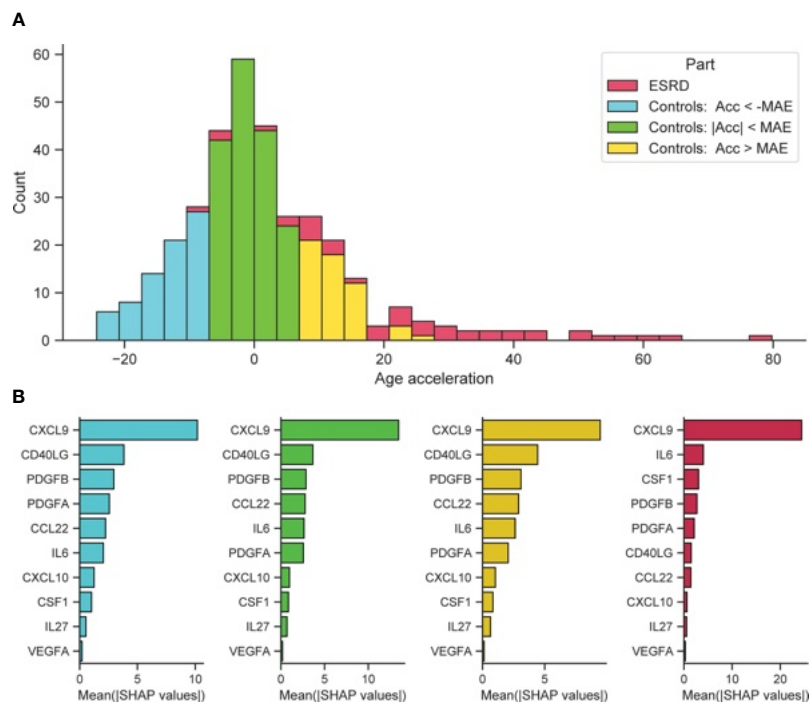 A
60
50
40
30
20
10
0
Count
Part
ESRD
Controls: Acc < -MAE
Controls: |Acc| < MAE
Controls: Acc > MAE
−20 0 20 40 60 80
Age acceleration
B
CXCL9
CD40LG
PDGFB
PDGFA
CCL22
IL6
CXCL10
CSF1
IL27
VEGFA
0 5 10
Mean(|SHAP values|)
CXCL9
CD40LG
PDGFB
CCL22
IL6
PDGFA
CXCL10
CSF1
IL27
VEGFA
0 5 10
Mean(|SHAP values|)
CXCL9
CD40LG
PDGFB
CCL22
IL6
PDGFA
CXCL10
CSF1
IL27
VEGFA
0 5
Mean(|SHAP values|)
CXCL9
IL6
CSF1
PDGFB
PDGFA
CD40LG
CCL22
CXCL10
IL27
VEGFA
0 10 20
Mean(|SHAP values|)